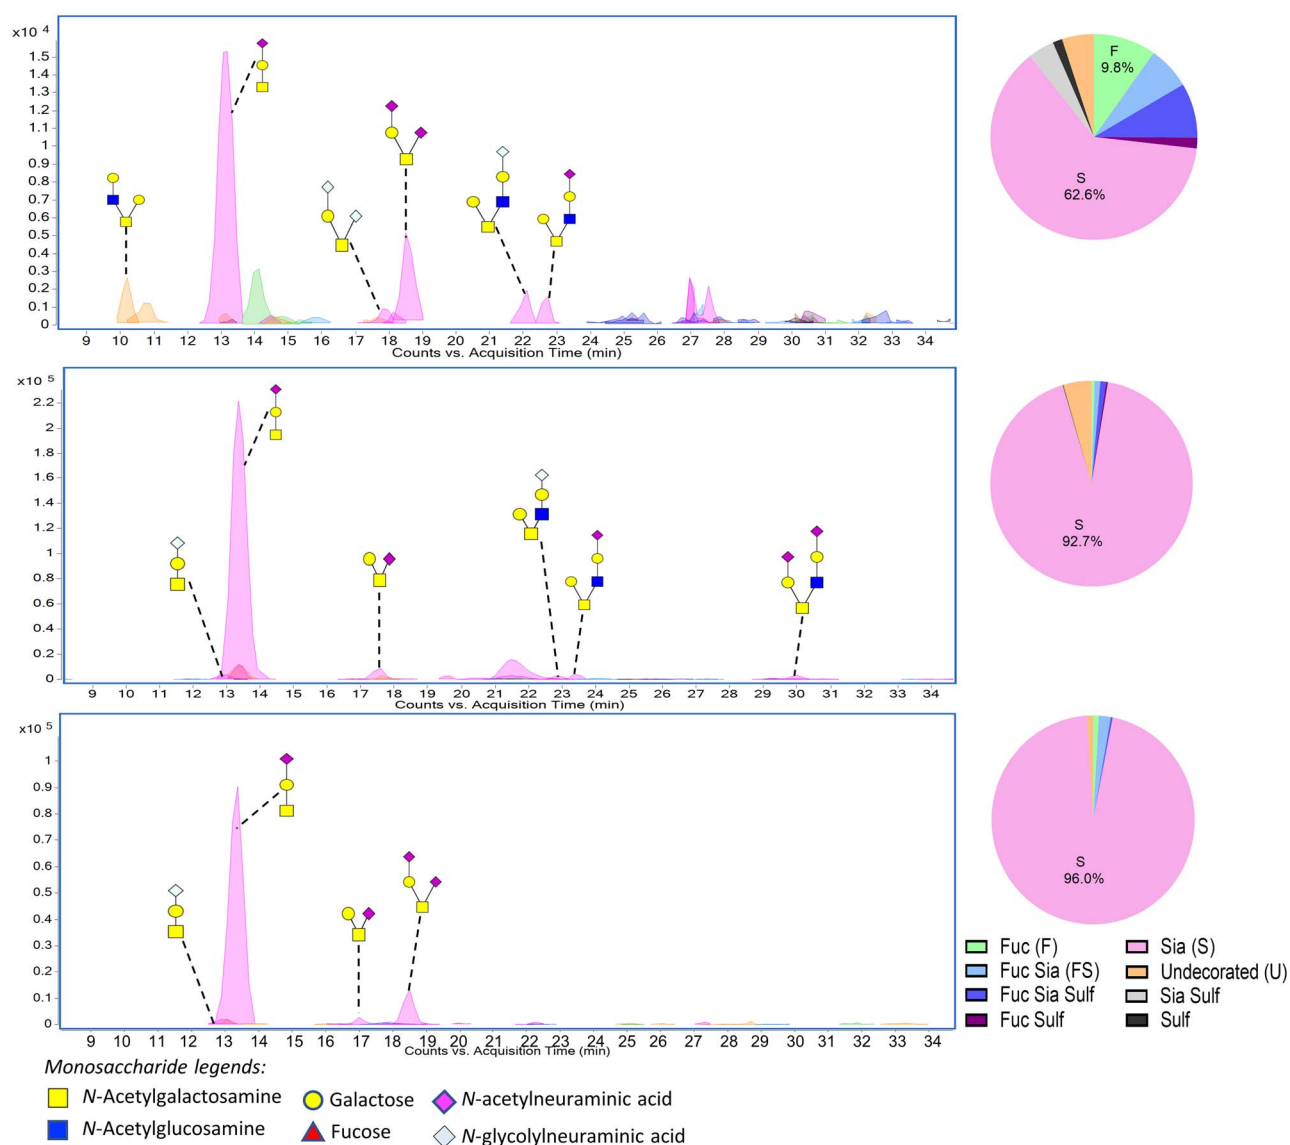 x10 4
1.5
1.4
1.3
1.2
1.1
1
0.9
0.8
0.7
0.6
0.5
0.4
0.3
0.2
0.1
0
9 10 11 12 13 14 15 16 17 18 19 20 21 22 23 24 25 26 27 28 29 30 31 32 33 34
Counts vs. Acquisition Time (min)
F
9.8%
S
62.6%
x10 5
2.2
2
1.8
1.6
1.4
1.2
1
0.8
0.6
0.4
0.2
0
9 10 11 12 13 14 15 16 17 18 19 20 21 22 23 24 25 26 27 28 29 30 31 32 33 34
Counts vs. Acquisition Time (min)
S
92.7%
x10 5
1
0.9
0.8
0.7
0.6
0.5
0.4
0.3
0.2
0.1
0
9 10 11 12 13 14 15 16 17 18 19 20 21 22 23 24 25 26 27 28 29 30 31 32 33 34
Counts vs. Acquisition Time (min)
S
96.0%
Fuc (F)
Fuc Sia (FS)
Fuc Sia Sulf
Fuc Sulf
Sia (S)
Undecorated (U)
Sia Sulf
Sulf
Monosaccharide legends:
N-Acetylgalactosamine Galactose N-acetylneuraminic acid
N-Acetylglucosamine Fucose N-glycolylneuraminic acid